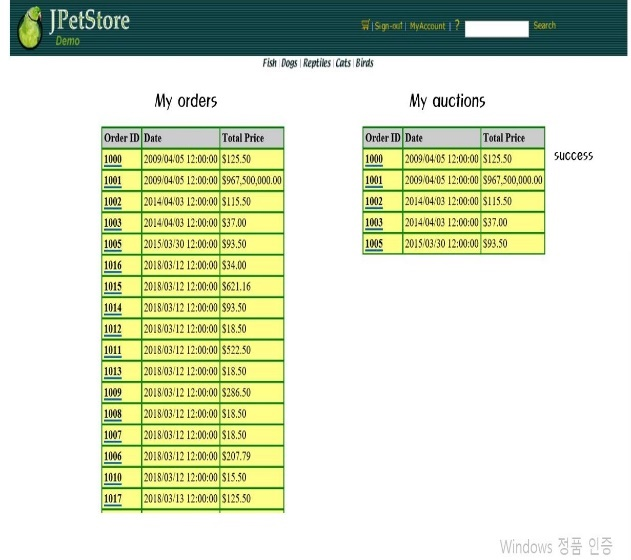 JPetStore
Demo
Sign-out | MyAccount | ? Search
Fish | Dogs | Reptiles | Cats | Birds
My orders
Order ID Date Total Price
1000 2009/04/05 12:00:00 $125.50
1001 2009/04/05 12:00:00 $967,500,000.00
1002 2014/04/03 12:00:00 $115.50
1003 2014/04/03 12:00:00 $37.00
1005 2015/03/30 12:00:00 $93.50
1016 2018/03/12 12:00:00 $34.00
1015 2018/03/12 12:00:00 $621.16
1014 2018/03/12 12:00:00 $93.50
1012 2018/03/12 12:00:00 $18.50
1011 2018/03/12 12:00:00 $522.50
1013 2018/03/12 12:00:00 $18.50
1009 2018/03/12 12:00:00 $286.50
1008 2018/03/12 12:00:00 $18.50
1007 2018/03/12 12:00:00 $18.50
1006 2018/03/12 12:00:00 $207.79
1010 2018/03/12 12:00:00 $15.50
1017 2018/03/13 12:00:00 $125.50
My auctions
Order ID Date Total Price
1000 2009/04/05 12:00:00 $125.50
success
1001 2009/04/05 12:00:00 $967,500,000.00
1002 2014/04/03 12:00:00 $115.50
1003 2014/04/03 12:00:00 $37.00
1005 2015/03/30 12:00:00 $93.50
Windows 정품 인증